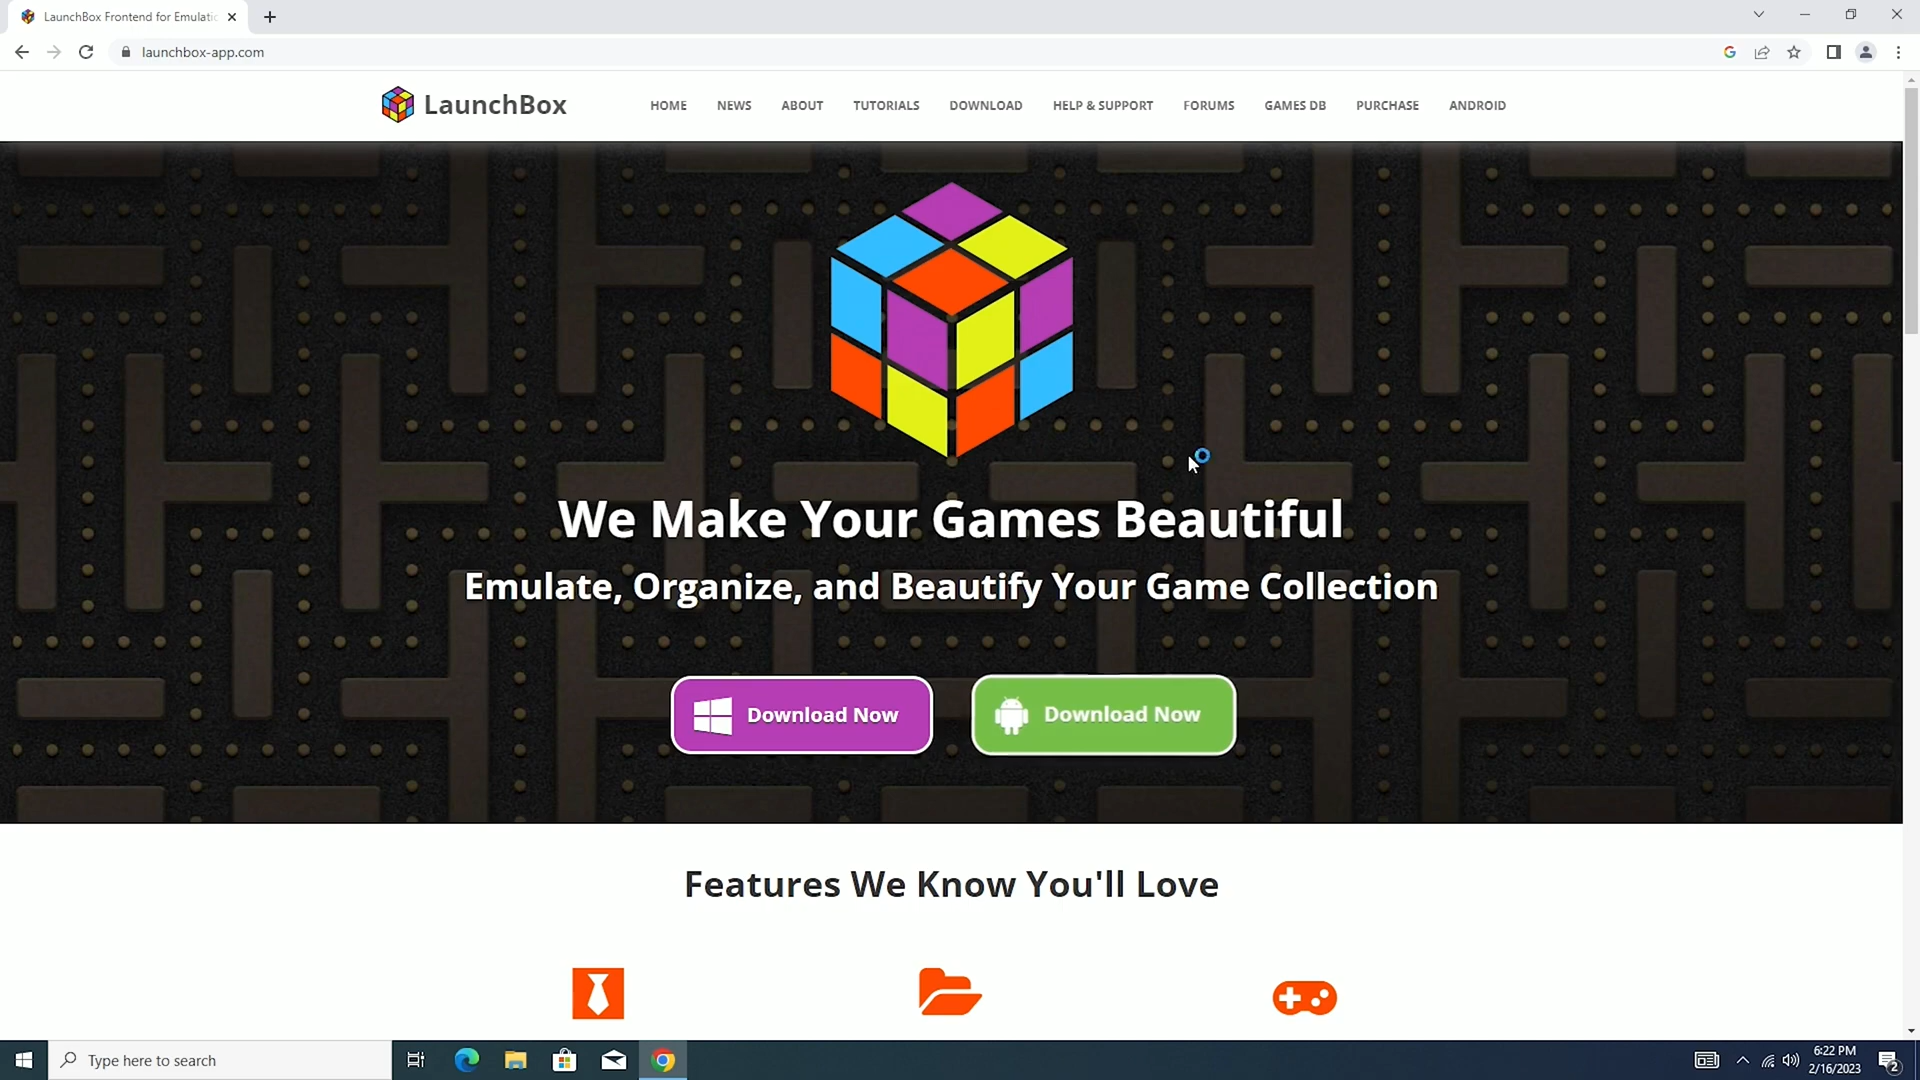 LaunchBox Frontend for Emulatic
launchbox-app.com
LaunchBox
HOME
NEWS
ABOUT
TUTORIALS
DOWNLOAD
HELP & SUPPORT
FORUMS
GAMES DB
PURCHASE
ANDROID
We Make Your Games Beautiful
Emulate, Organize, and Beautify Your Game Collection
Download Now
Download Now
Features We Know You'll Love
Type here to search
6:22 PM
2/16/2023
2